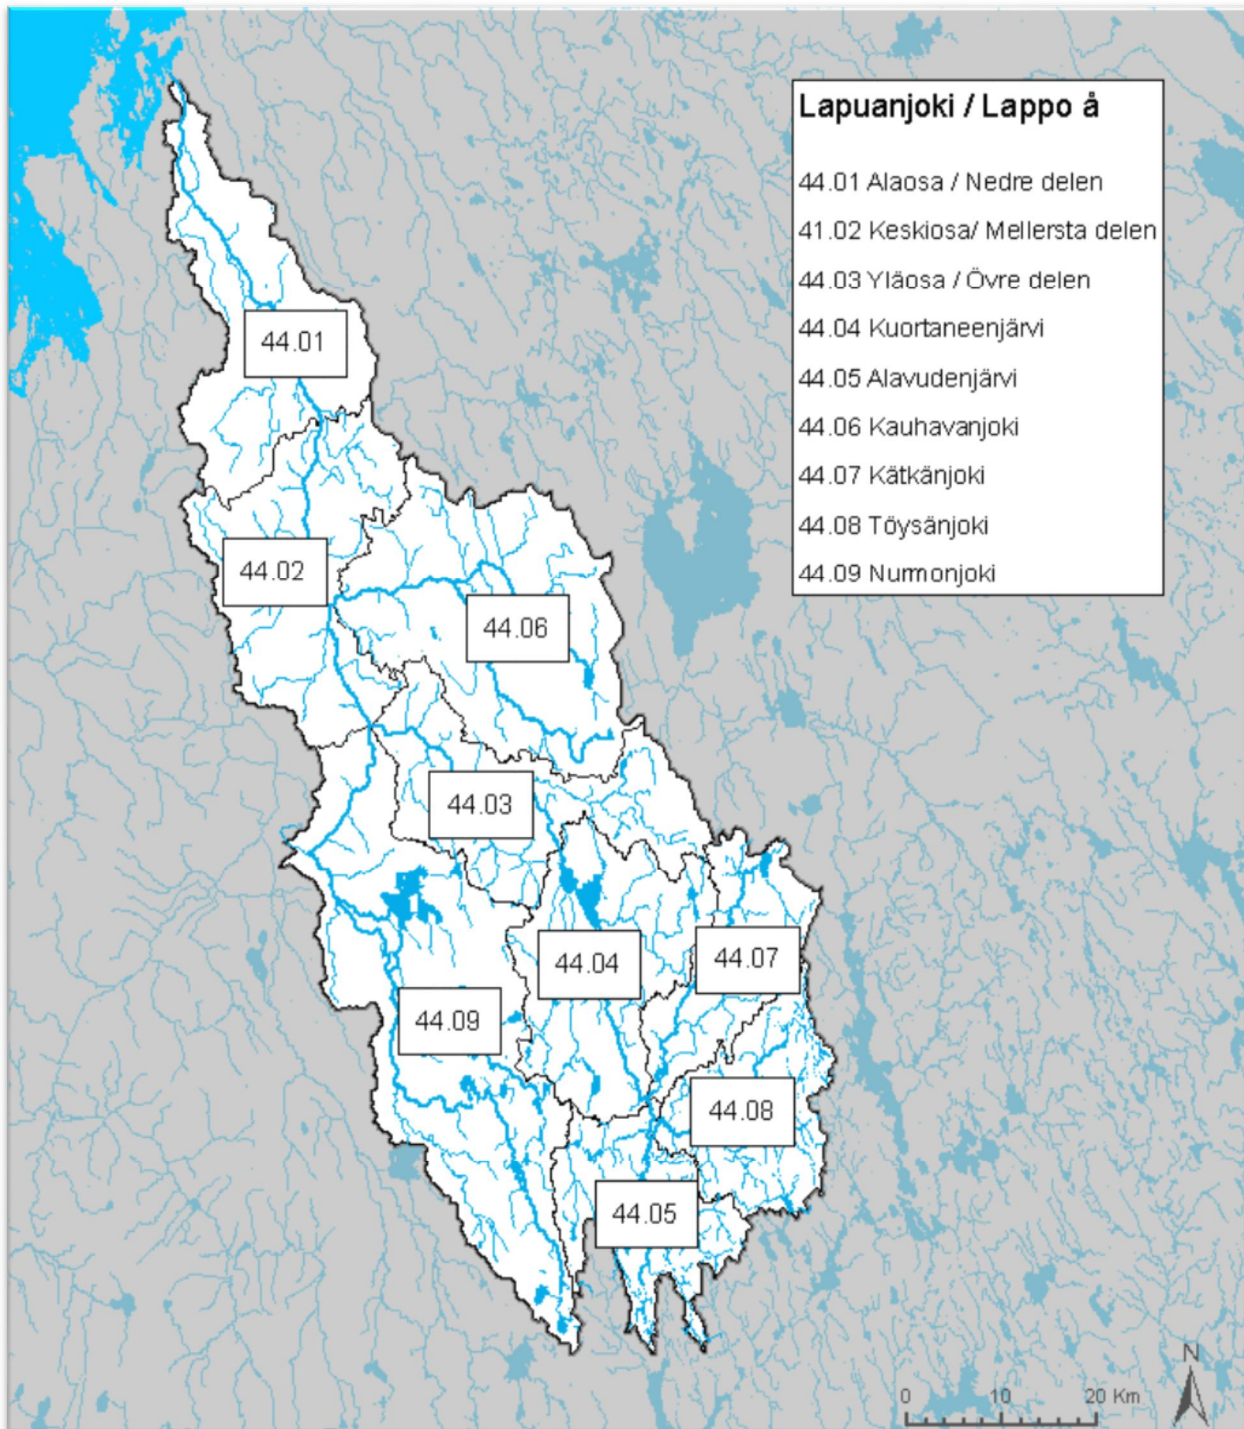 Lapuanjoki / Lappo å
44.01 Alaosa / Nedre delen
41.02 Keskiosa/ Mellersta delen
44.03 Yläosa / Övre delen
44.04 Kuortaneenjärvi
44.05 Alavudenjärvi
44.06 Kauhavanjoki
44.07 Kätkänjoki
44.08 Töysänjoki
44.09 Nurmonjoki
44.01
44.02
44.06
44.03
44.04
44.07
44.09
44.08
44.05
N
0 10 20 Km